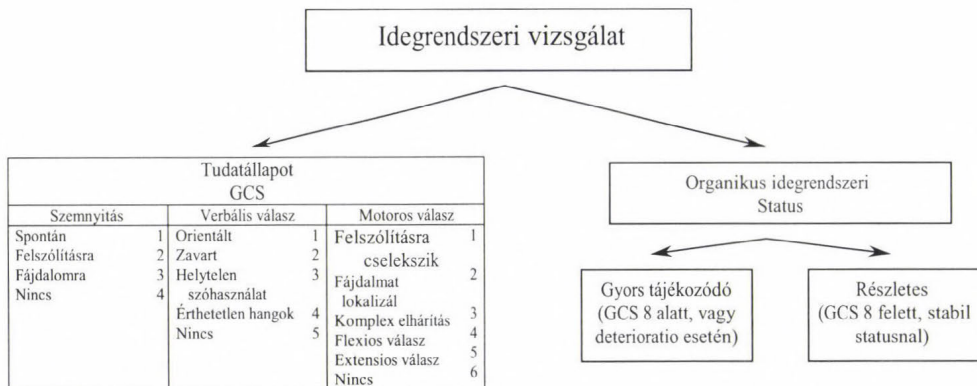 Idegrendszeri vizsgálat
Tudatállapot
GCS
Szemnyitás
Spontán 1
Felszólításra 2
Fájdalomra 3
Nincs 4
Verbális válasz
Orientált 1
Zavart 2
Helytelen 3
szóhasználat
Érthetetlen hangok 4
Nincs 5
Motoros válasz
Felszólításra 1
cselekszik
Fájdalmat 2
lokalizál
Komplex elhárítás 3
Flexios válasz 4
Extensios válasz 5
Nincs 6
Organikus idegrendszeri
Status
Gyors tájékozódó
(GCS 8 alatt, vagy
deterioratio esetén)
Részletes
(GCS 8 felett, stabil
statusnal)